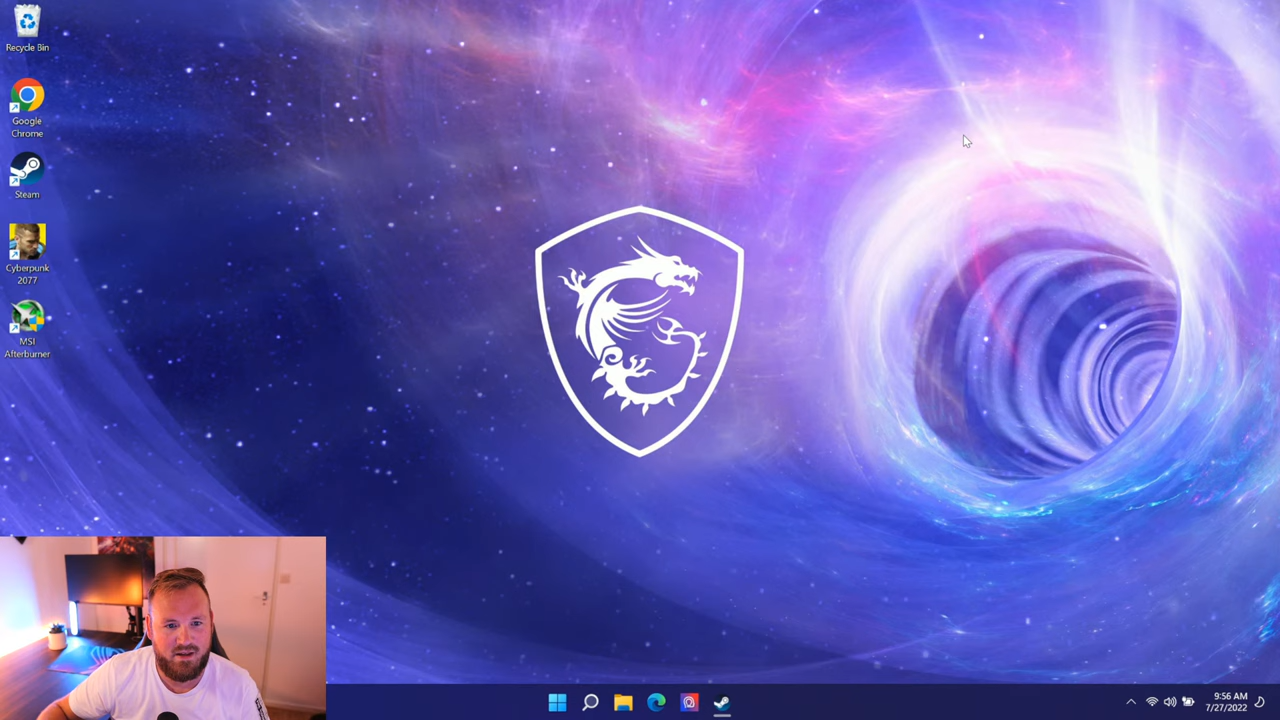 Recycle Bin
Google
Chrome
Steam
Cyberpunk
2077
MSI
Afterburner
9:56 AM
7/27/2022